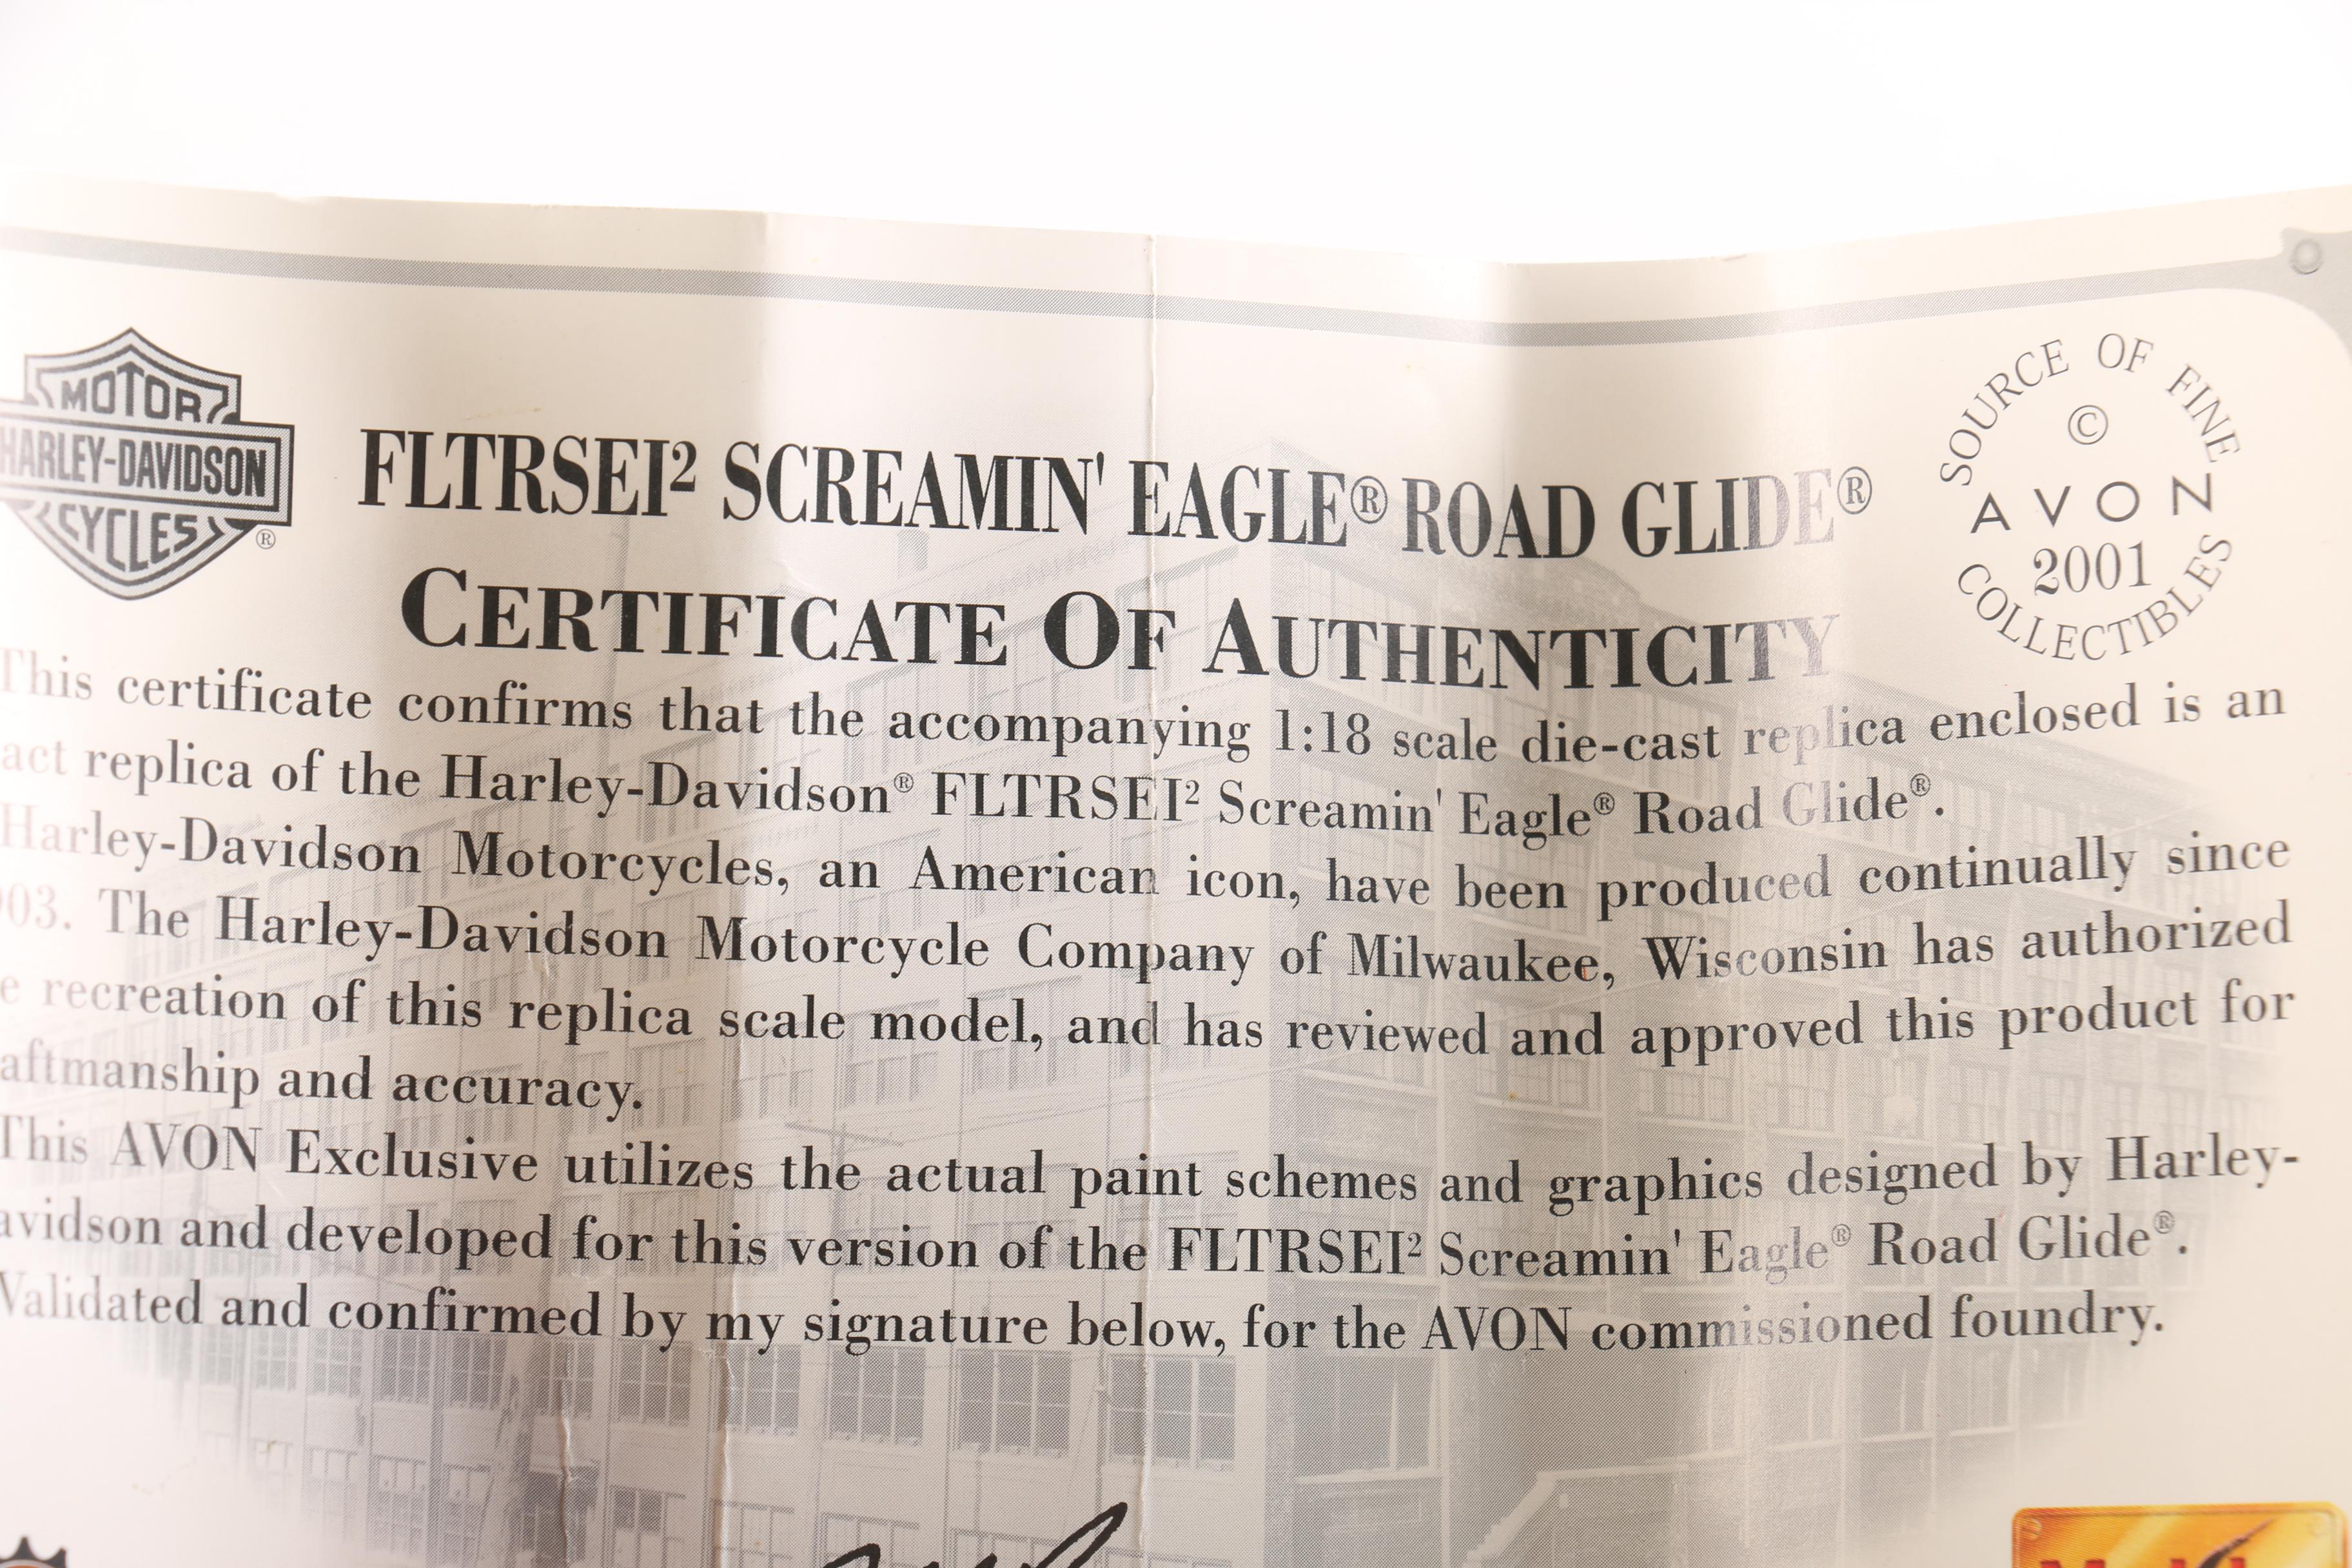 MOTOR
HARLEY-DAVIDSON
CYCLES
®
FLTRSEI² SCREAMIN' EAGLE® ROAD GLIDE®
CERTIFICATE OF AUTHENTICITY
SOURCE OF FINE
©
AVON
2001
COLLECTIBLES
This certificate confirms that the accompanying 1:18 scale die-cast replica enclosed is an
act replica of the Harley-Davidson® FLTRSEI² Screamin' Eagle® Road Glide®.
Harley-Davidson Motorcycles, an American icon, have been produced continually since
03. The Harley-Davidson Motorcycle Company of Milwaukee, Wisconsin has authorized
e recreation of this replica scale model, and has reviewed and approved this product for
aftmanship and accuracy.
This AVON Exclusive utilizes the actual paint schemes and graphics designed by Harley-
avidson and developed for this version of the FLTRSEI² Screamin' Eagle® Road Glide®.
Validated and confirmed by my signature below, for the AVON commissioned foundry.